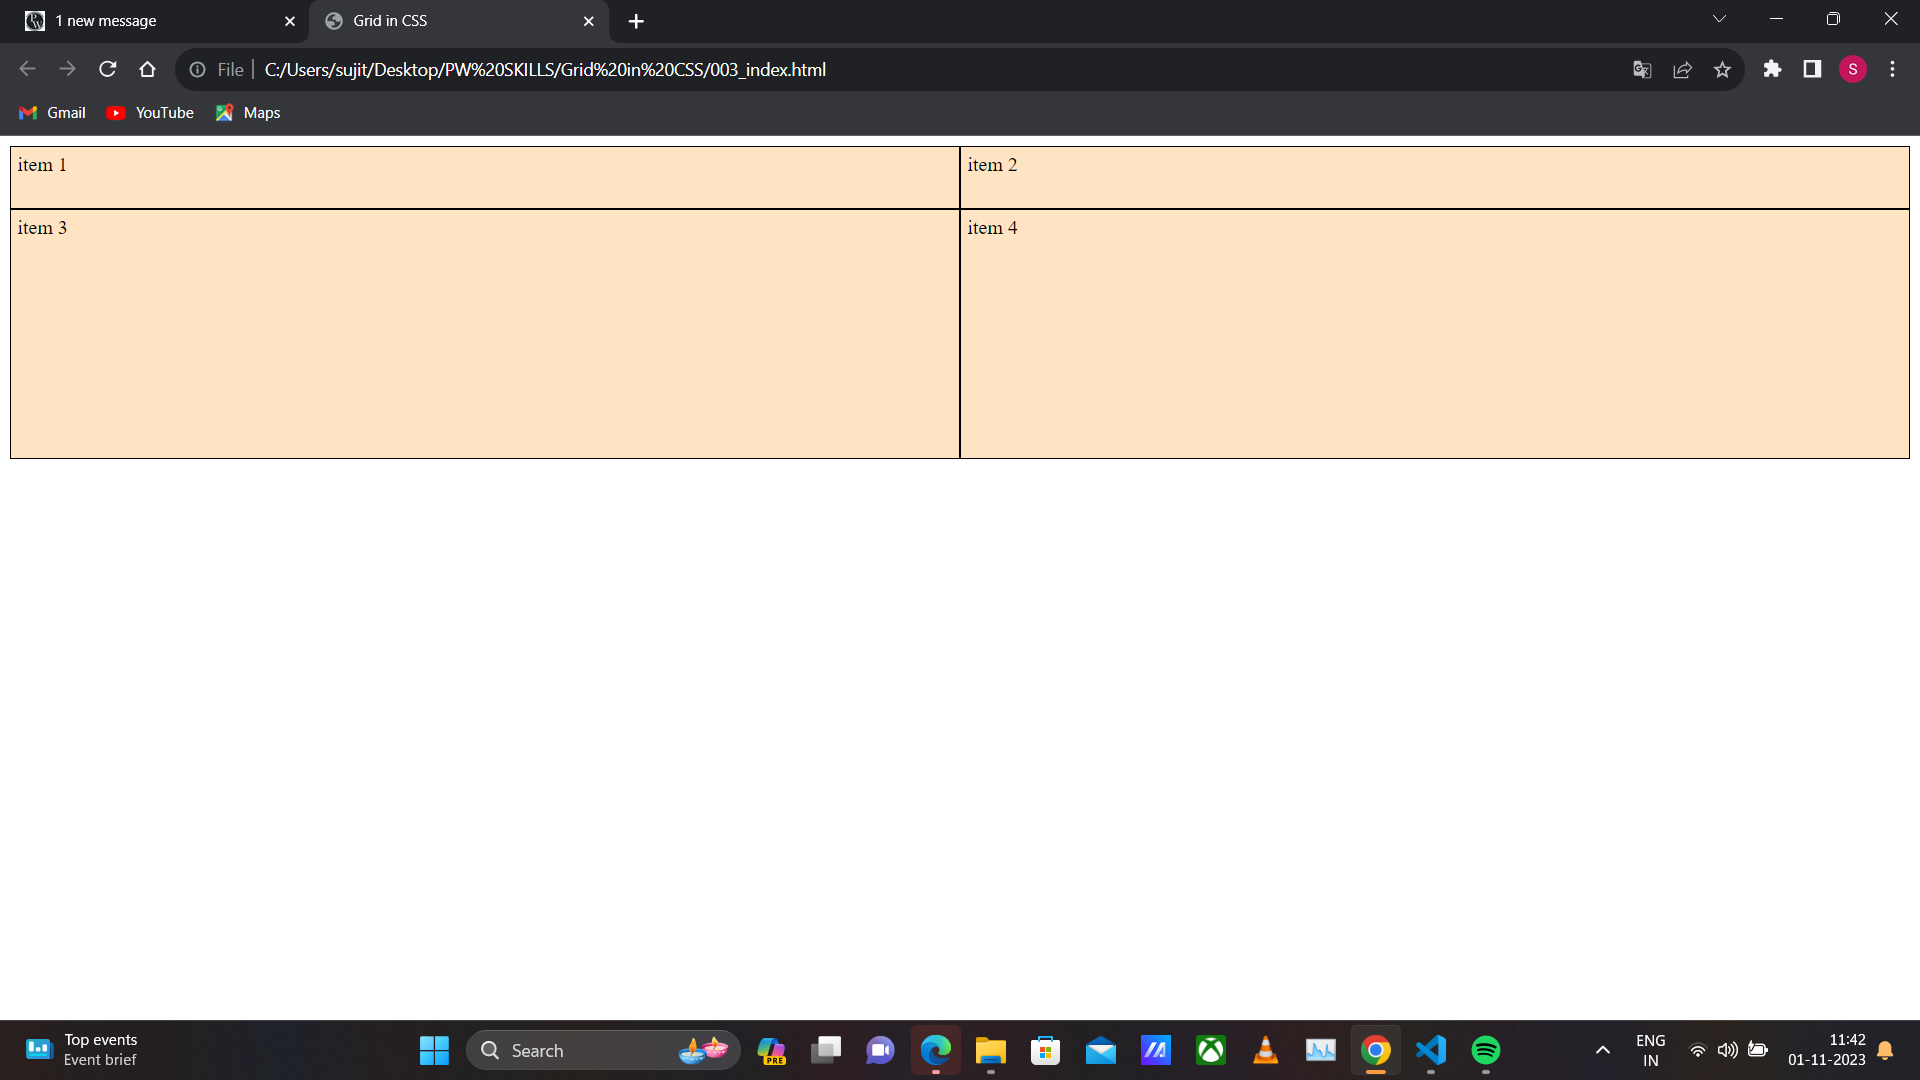 1 new message
Grid in CSS
File
C:/Users/sujit/Desktop/PW%20SKILLS/Grid%20in%20CSS/003_index.html
Gmail
YouTube
Maps
item 1
item 2
item 3
item 4
Top events
Event brief
Search
PRE
ENG
IN
11:42
01-11-2023
S